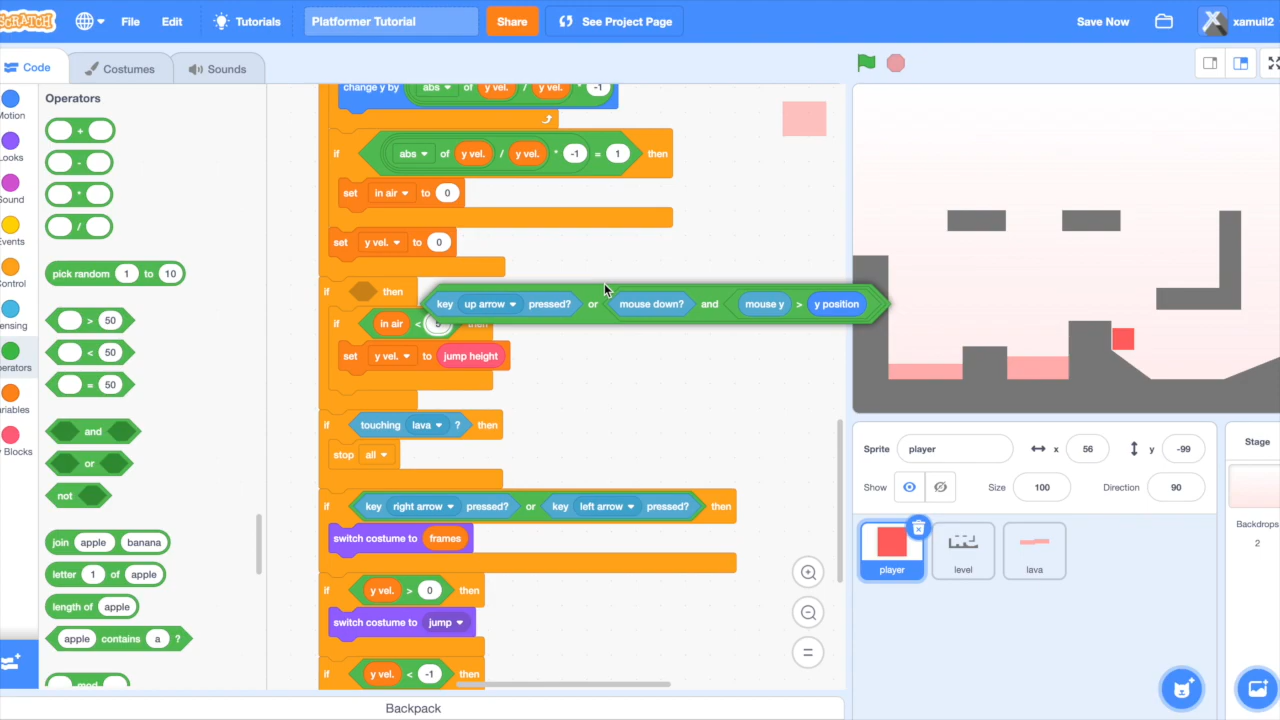 SCRATCH File Edit Tutorials Platformer Tutorial Share See Project Page Save Now xamuil2
Code Costumes Sounds
Operators
+
-
*
/
pick random 1 to 10
> 50
< 50
= 50
and
or
not
join apple banana
letter 1 of apple
length of apple
apple contains a ?
mod
Motion
Looks
Sound
Events
Control
Sensing
Operators
Variables
My Blocks
change y by abs of y vel. / y vel. * -1
if abs of y vel. / y vel. * -1 = 1 then
set in air to 0
set y vel. to 0
if then
key up arrow pressed? or mouse down? and mouse y > y position
if in air < 5 then
set y vel. to jump height
if touching lava ? then
stop all
if key right arrow pressed? or key left arrow pressed? then
switch costume to frames
if y vel. > 0 then
switch costume to jump
if y vel. < -1 then
Backpack
Sprite player x 56 y -99
Show Size 100 Direction 90
player level lava
Stage
Backdrops
2